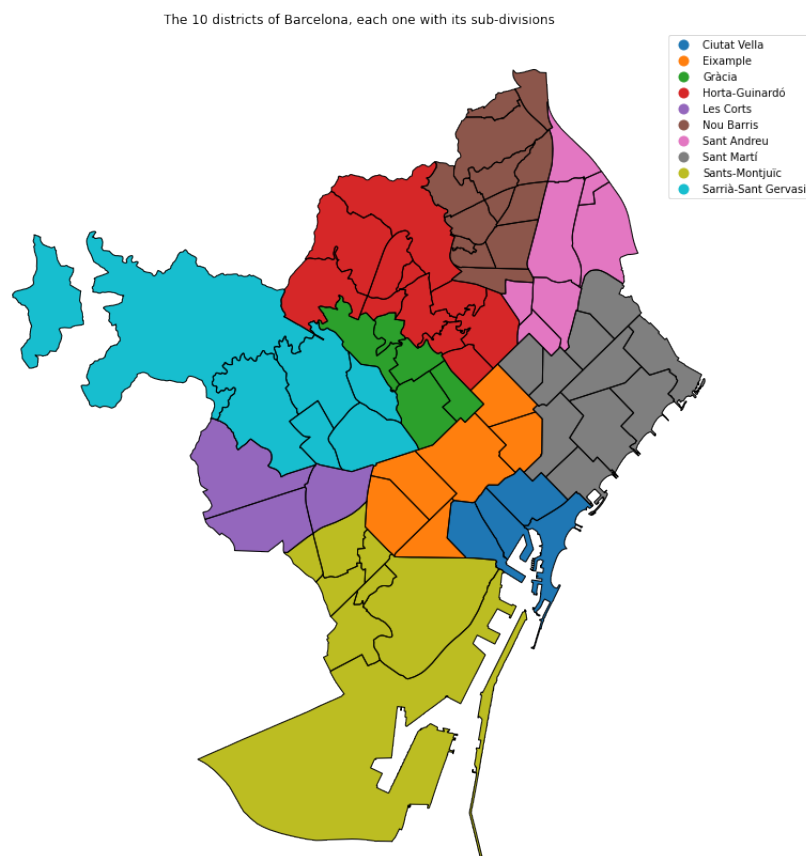 The 10 districts of Barcelona, each one with its sub-divisions
Ciutat Vella
Eixample
Gràcia
Horta-Guinardó
Les Corts
Nou Barris
Sant Andreu
Sant Martí
Sants-Montjuïc
Sarrià-Sant Gervasi